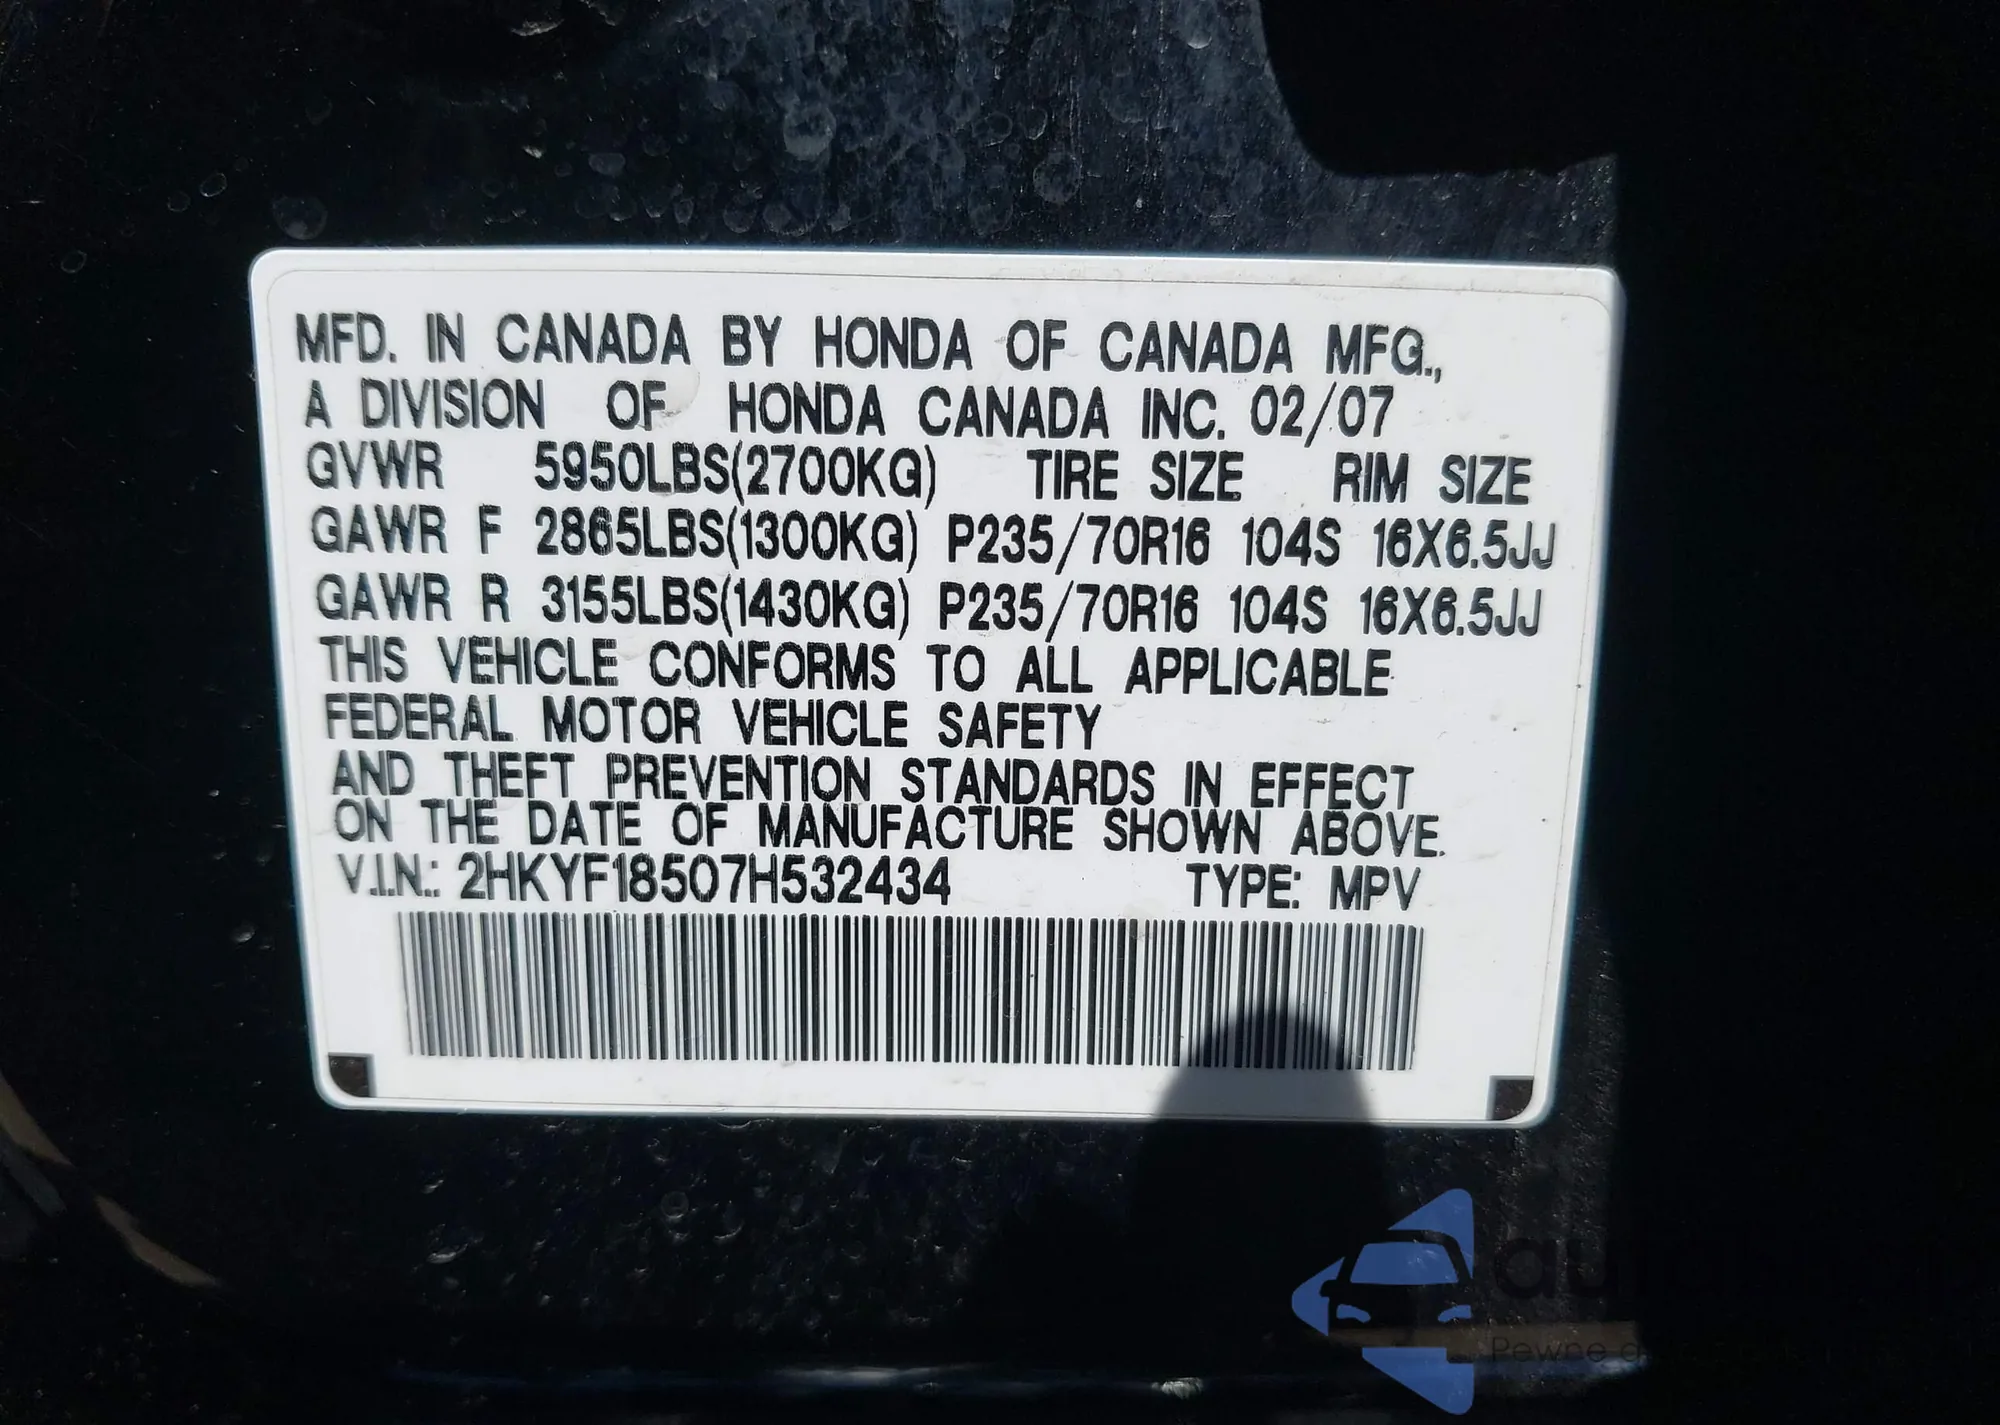 MFD. IN CANADA BY HONDA OF CANADA MFG.,
A DIVISION OF HONDA CANADA INC. 02/07
GVWR 5950LBS(2700KG) TIRE SIZE RIM SIZE
GAWR F 2865LBS(1300KG) P235/70R16 104S 16X6.5JJ
GAWR R 3155LBS(1430KG) P235/70R16 104S 16X6.5JJ
THIS VEHICLE CONFORMS TO ALL APPLICABLE
FEDERAL MOTOR VEHICLE SAFETY
AND THEFT PREVENTION STANDARDS IN EFFECT
ON THE DATE OF MANUFACTURE SHOWN ABOVE.
V.I.N.: 2HKYF18507H532434 TYPE: MPV
Pewne